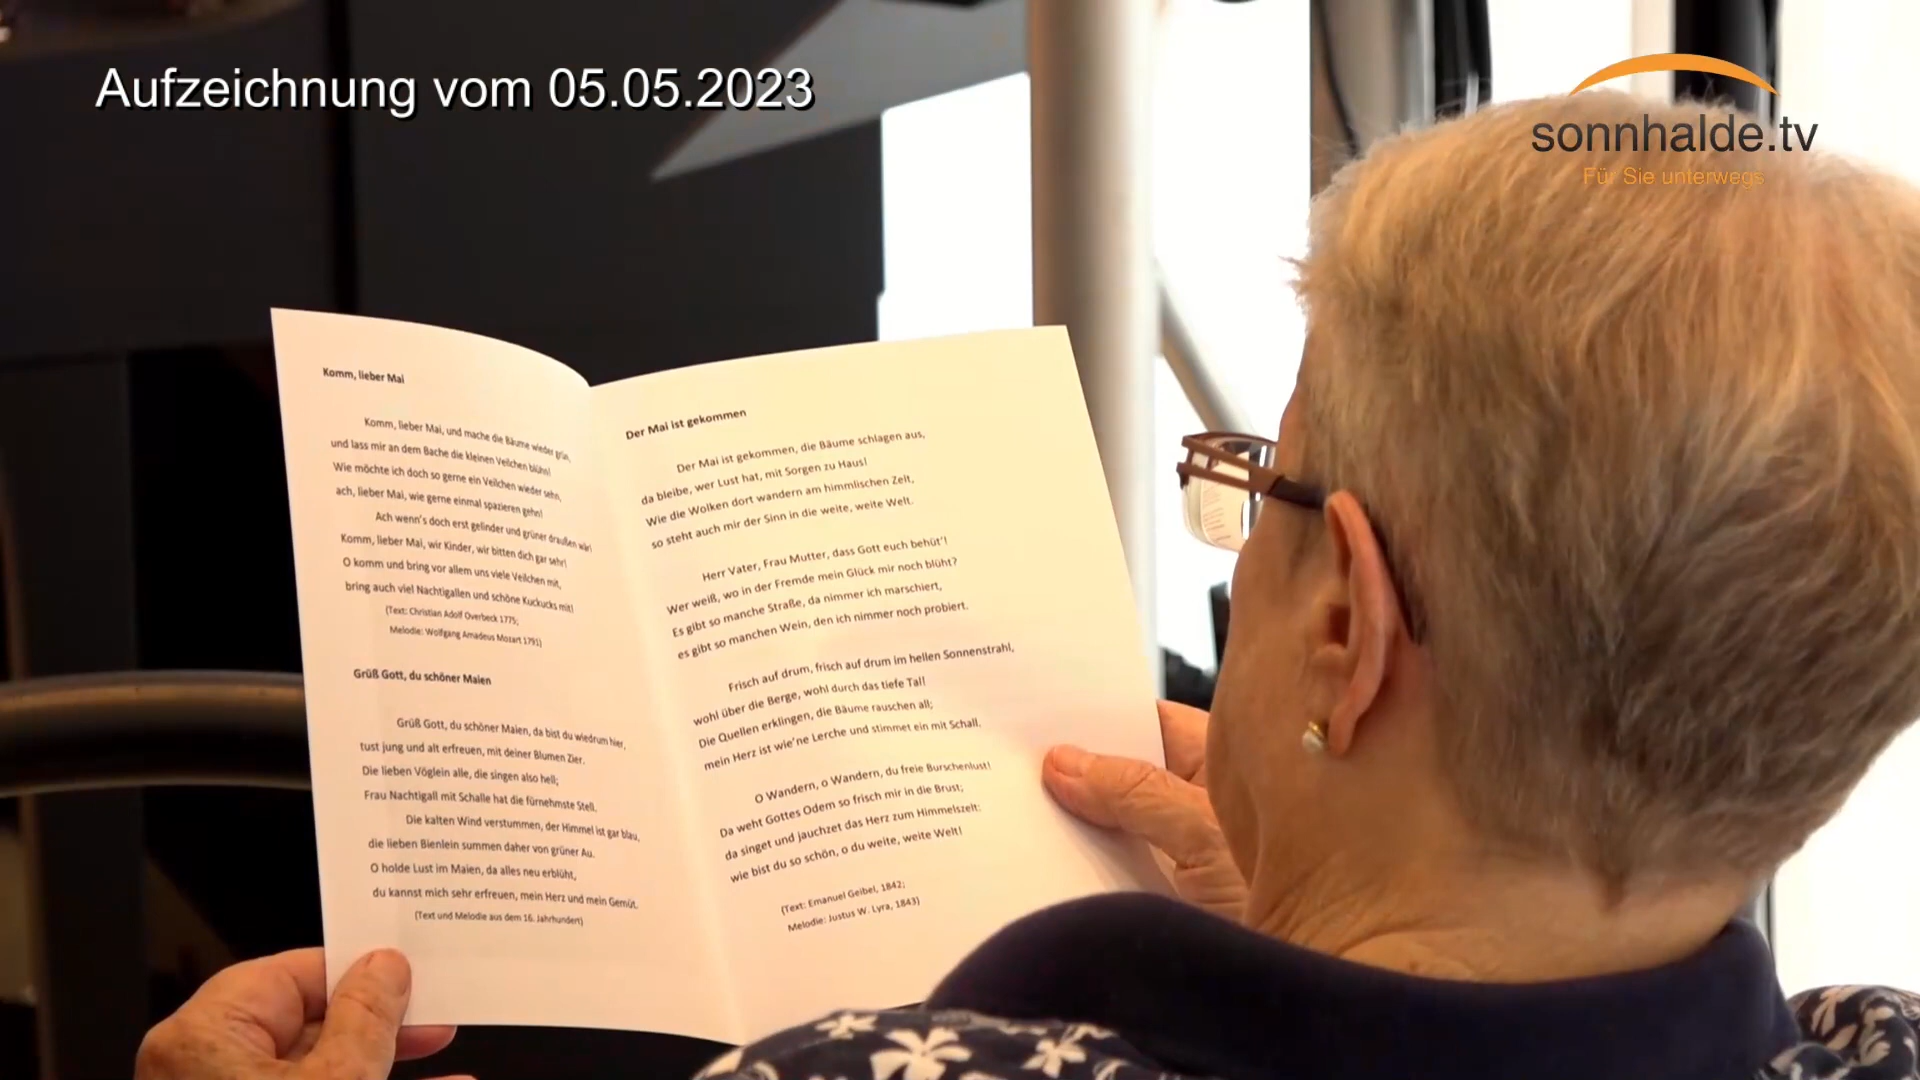 Aufzeichnung vom 05.05.2023
sonnhalde.tv
Für Sie unterwegs
Komm, lieber Mai
Komm, lieber Mai, und mache die Bäume wieder grün,
und lass mir an dem Bache die kleinen Veilchen blühn!
Wie möchte ich doch so gerne ein Veilchen wieder sehn,
ach, lieber Mai, wie gerne einmal spazieren gehn!
Ach wenn's doch erst gelinder und grüner draußen wär!
Komm, lieber Mai, wir Kinder, wir bitten dich gar sehr!
O komm und bring vor allem uns viele Veilchen mit,
bring auch viel Nachtigallen und schöne Kuckucks mit!
(Text: Christian Adolf Overbeck 1775;
Melodie: Wolfgang Amadeus Mozart 1791)
Grüß Gott, du schöner Maien
Grüß Gott, du schöner Maien, da bist du wiedrum hier,
tust jung und alt erfreuen, mit deiner Blumen Zier.
Die lieben Vöglein alle, die singen also hell;
Frau Nachtigall mit Schalle hat die fürnehmste Stell.
Die kalten Wind verstummen, der Himmel ist gar blau,
die lieben Bienlein summen daher von grüner Au.
O holde Lust im Maien, da alles neu erblüht,
du kannst mich sehr erfreuen, mein Herz und mein Gemüt.
(Text und Melodie aus dem 16. Jahrhundert)
Der Mai ist gekommen
Der Mai ist gekommen, die Bäume schlagen aus,
da bleibe, wer Lust hat, mit Sorgen zu Haus!
Wie die Wolken dort wandern am himmlischen Zelt,
so steht auch mir der Sinn in die weite, weite Welt.
Herr Vater, Frau Mutter, dass Gott euch behüt'!
Wer weiß, wo in der Fremde mein Glück mir noch blüht?
Es gibt so manche Straße, da nimmer ich marschiert,
es gibt so manchen Wein, den ich nimmer noch probiert.
Frisch auf drum, frisch auf drum im hellen Sonnenstrahl,
wohl über die Berge, wohl durch das tiefe Tal!
Die Quellen erklingen, die Bäume rauschen all;
mein Herz ist wie'ne Lerche und stimmet ein mit Schall.
O Wandern, o Wandern, du freie Burschenlust!
Da weht Gottes Odem so frisch mir in die Brust;
da singet und jauchzet das Herz zum Himmelszelt:
wie bist du so schön, o du weite, weite Welt!
(Text: Emanuel Geibel, 1842;
Melodie: Justus W. Lyra, 1843)